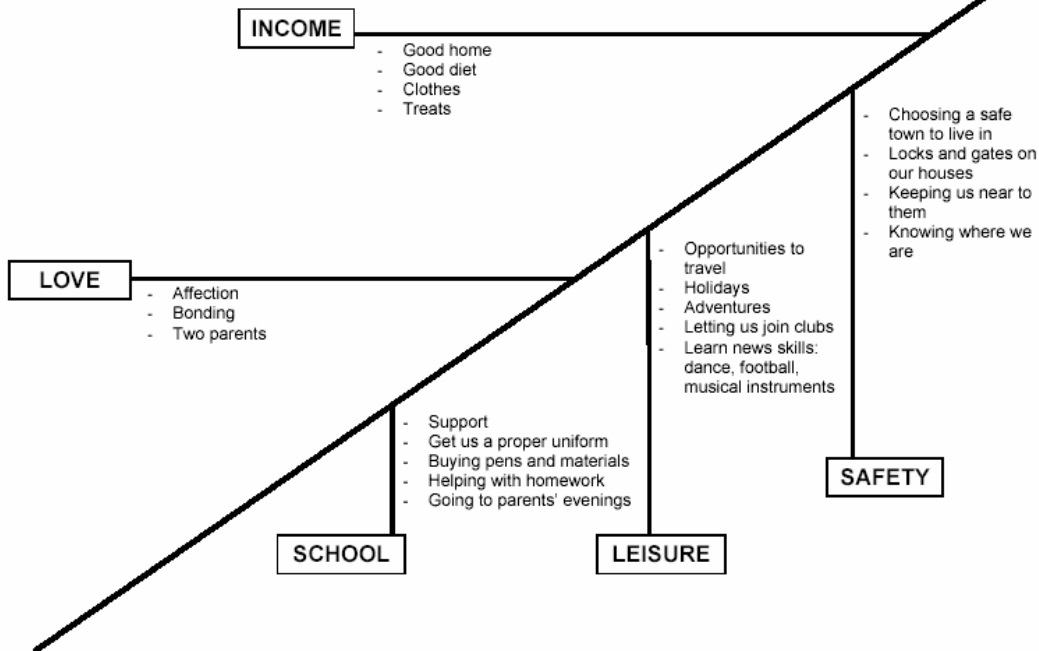 INCOME
- Good home
- Good diet
- Clothes
- Treats
- Choosing a safe
town to live in
- Locks and gates on
our houses
- Keeping us near to
them
- Knowing where we
are
SAFETY
LOVE
- Affection
- Bonding
- Two parents
- Opportunities to
travel
- Holidays
- Adventures
- Letting us join clubs
- Learn news skills:
dance, football,
musical instruments
LEISURE
- Support
- Get us a proper uniform
- Buying pens and materials
- Helping with homework
- Going to parents' evenings
SCHOOL